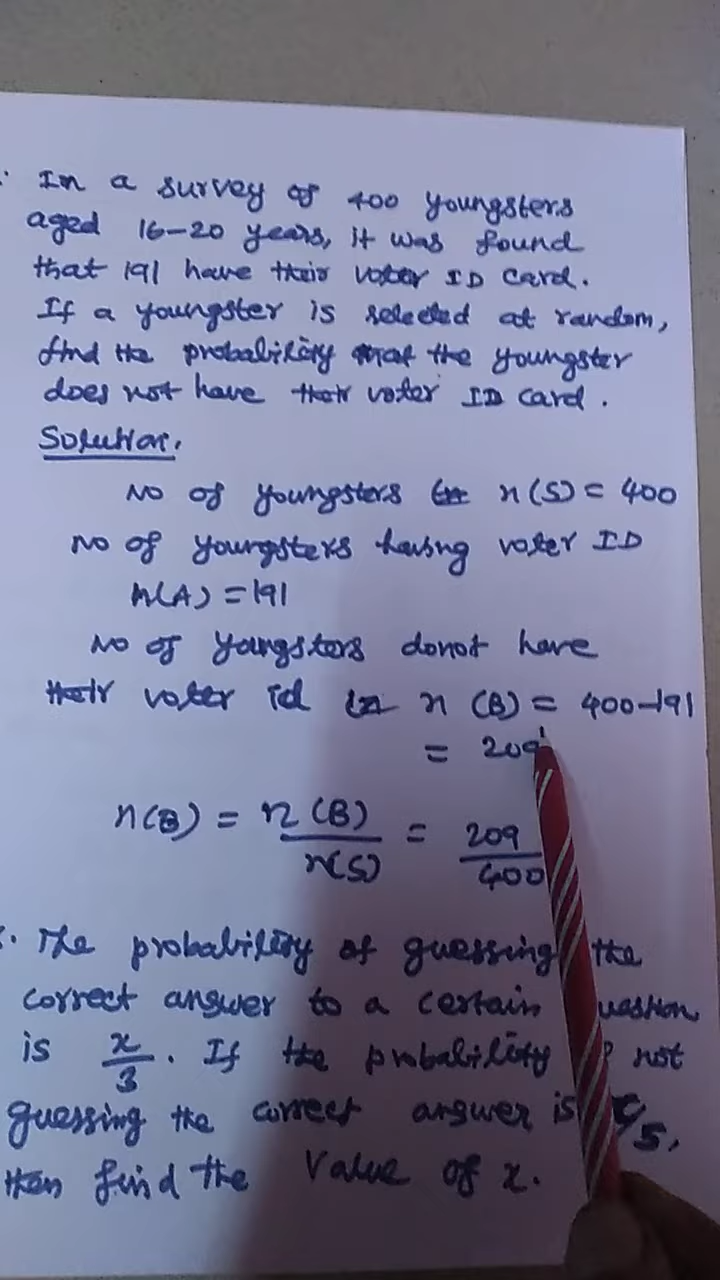 In a survey of 400 youngsters
aged 16-20 years, it was found
that 191 have their voter ID card.
If a youngster is selected at random,
find the probability that the youngster
does not have their voter ID card.
Solution.
No of youngsters n(S) = 400
No of youngsters having voter ID
n(A) = 191
No of youngsters donot have
their voter id n (B) = 400-191
= 209
n(B) = n(B)/n(S) = 209/400
The probability of guessing the
correct answer to a certain
is x/3. If the probability not
guessing the correct answer is x/5,
then find the value of x.